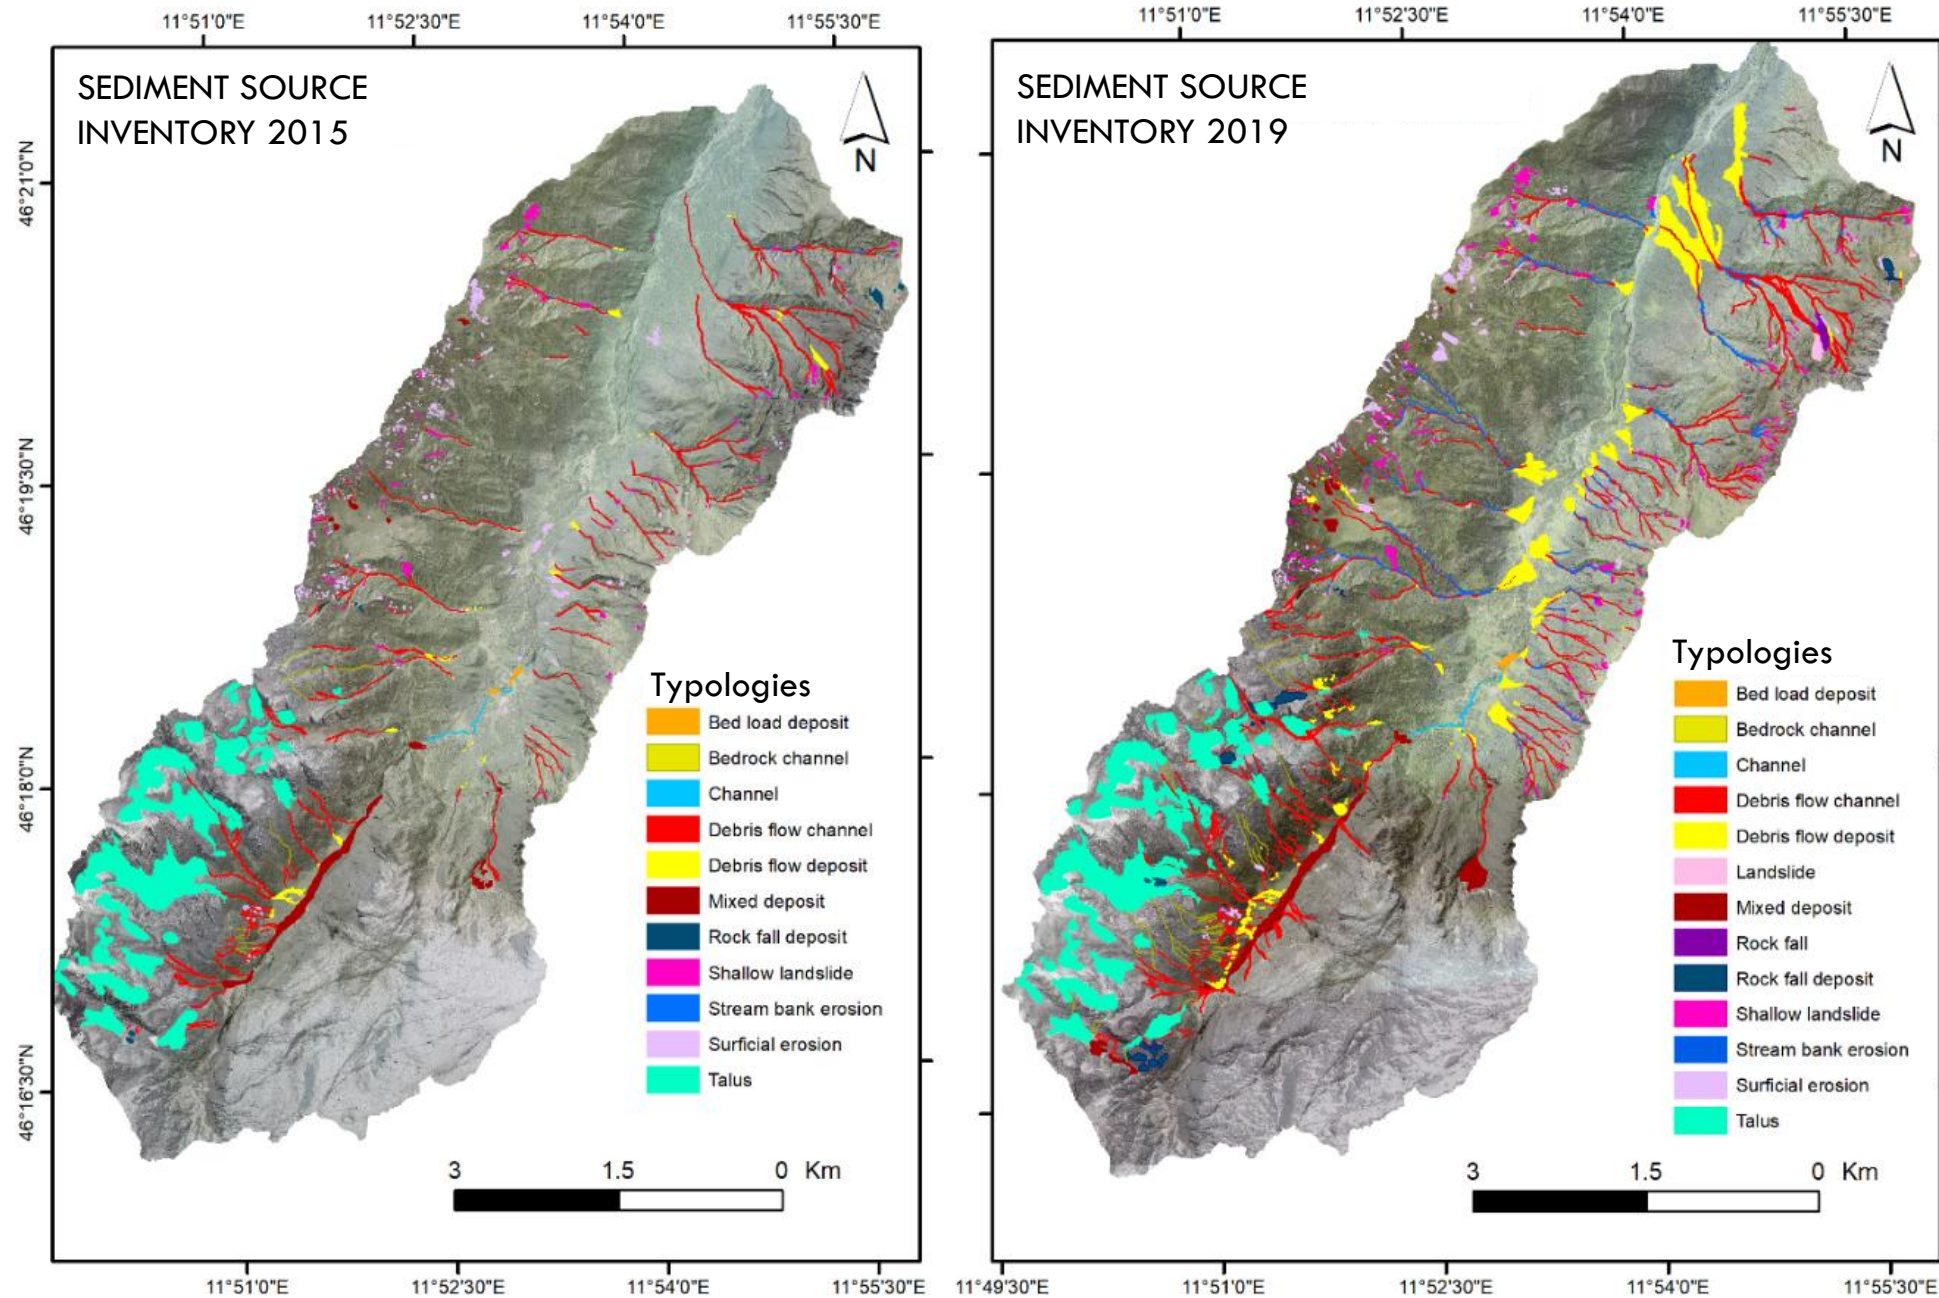 11°51'0"E 11°52'30"E 11°54'0"E 11°55'30"E
SEDIMENT SOURCE
INVENTORY 2015
N
46°21'0"N
46°19'30"N
46°18'0"N
46°16'30"N
Typologies
Bed load deposit
Bedrock channel
Channel
Debris flow channel
Debris flow deposit
Mixed deposit
Rock fall deposit
Shallow landslide
Stream bank erosion
Surficial erosion
Talus
3 1.5 0 Km
11°51'0"E 11°52'30"E 11°54'0"E 11°55'30"E
11°51'0"E 11°52'30"E 11°54'0"E 11°55'30"E
SEDIMENT SOURCE
INVENTORY 2019
N
Typologies
Bed load deposit
Bedrock channel
Channel
Debris flow channel
Debris flow deposit
Landslide
Mixed deposit
Rock fall
Rock fall deposit
Shallow landslide
Stream bank erosion
Surficial erosion
Talus
3 1.5 0 Km
11°49'30"E 11°51'0"E 11°52'30"E 11°54'0"E 11°55'30"E